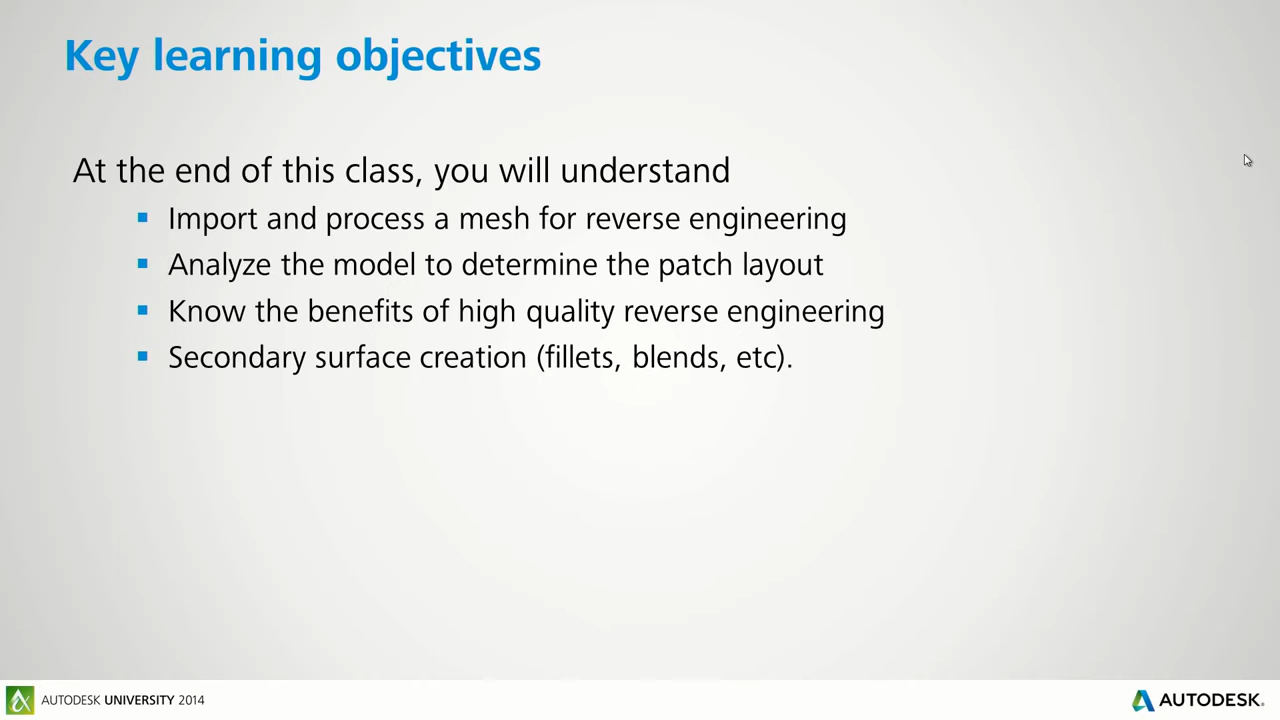 Key learning objectives
At the end of this class, you will understand
Import and process a mesh for reverse engineering
Analyze the model to determine the patch layout
Know the benefits of high quality reverse engineering
Secondary surface creation (fillets, blends, etc).
AUTODESK UNIVERSITY 2014
AUTODESK.